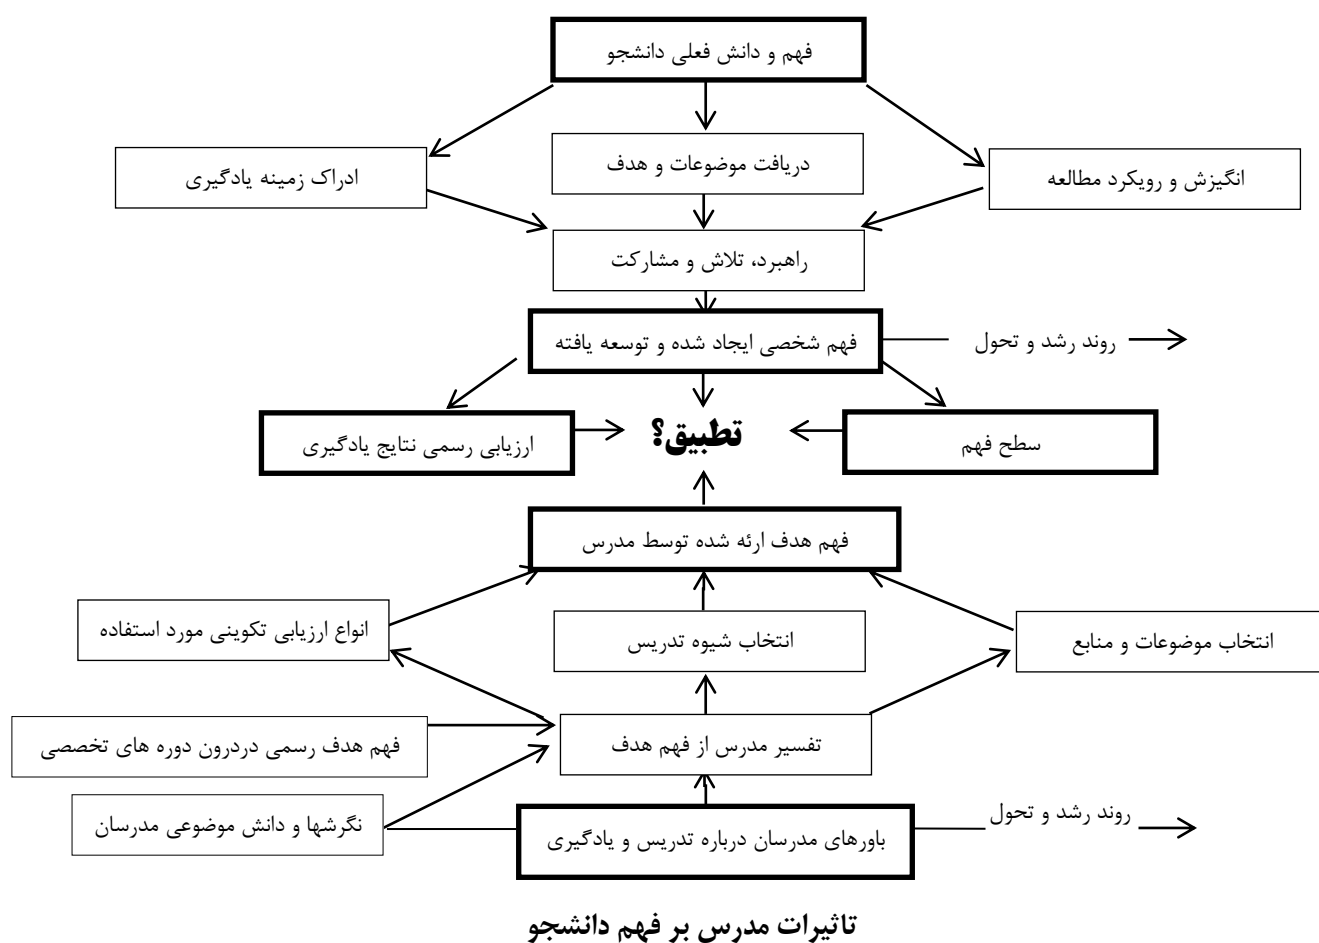 فهم و دانش فعلی دانشجو
دریافت موضوعات و هدف
انگیزش و رویکرد مطالعه
ادراک زمینه یادگیری
راهبرد، تلاش و مشارکت
فهم شخصی ایجاد شده و توسعه یافته
روند رشد و تحول
سطح فهم
تطبیق؟
ارزیابی رسمی نتایج یادگیری
فهم هدف ارئه شده توسط مدرس
انتخاب موضوعات و منابع
انتخاب شیوه تدریس
انواع ارزیابی تکوینی مورد استفاده
تفسیر مدرس از فهم هدف
فهم هدف رسمی دردرون دوره های تخصصی
روند رشد و تحول
باورهای مدرسان درباره تدریس و یادگیری
نگرشها و دانش موضوعی مدرسان
تاثیرات مدرس بر فهم دانشجو